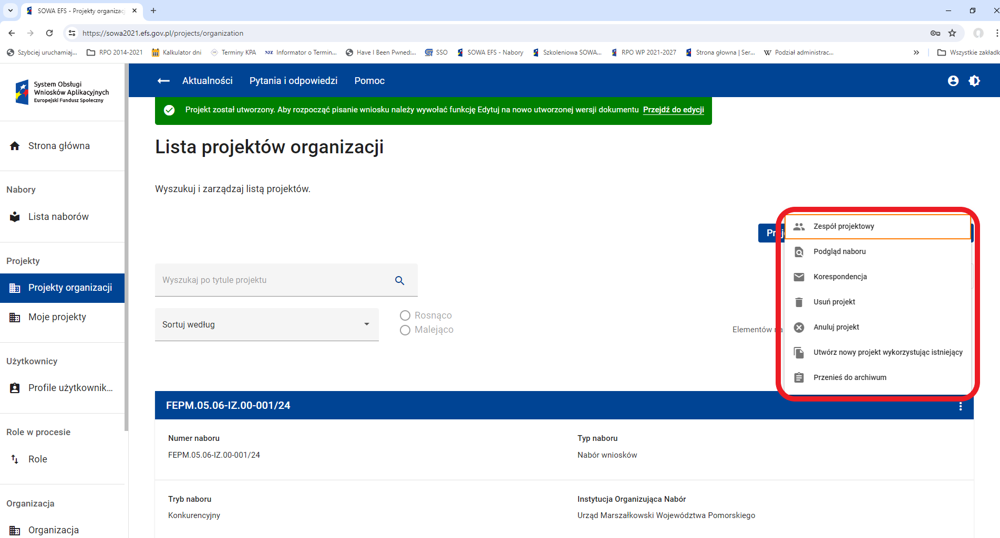 SOWA EFS - Projekty organizac
https://sowa2021.efs.gov.pl/projects/organization
Szybciej uruchamiaj...
RPO 2014-2021
Kalkulator dni
Terminy KPA
NFZ Informator o Termin...
Have I Been Pwned:...
SSO
SOWA EFS - Nabory
Szkoleniowa SOWA...
RPO WP 2021-2027
Strona głowna | Ser...
W Podział administrac...
Wszystkie zakładk
System Obsługi
Wniosków Aplikacyjnych
Europejski Fundusz Społeczny
Aktualności
Pytania i odpowiedzi
Pomoc
Projekt został utworzony. Aby rozpocząć pisanie wniosku należy wywołać funkcję Edytuj na nowo utworzonej wersji dokumentu Przejdź do edycji
Strona główna
Nabory
Lista naborów
Projekty
Projekty organizacji
Moje projekty
Użytkownicy
Profile użytkownik...
Role w procesie
Role
Organizacja
Organizacja
Lista projektów organizacji
Wyszukuj i zarządzaj listą projektów.
Zespół projektowy
Podgląd naboru
Korespondencja
Usuń projekt
Anuluj projekt
Utwórz nowy projekt wykorzystując istniejący
Przenieś do archiwum
Wyszukaj po tytule projektu
Sortuj według
Rosnąco
Malejąco
Elementów
FEPM.05.06-IZ.00-001/24
Numer naboru
FEPM.05.06-IZ.00-001/24
Typ naboru
Nabór wniosków
Tryb naboru
Konkurencyjny
Instytucja Organizująca Nabór
Urząd Marszałkowski Województwa Pomorskiego